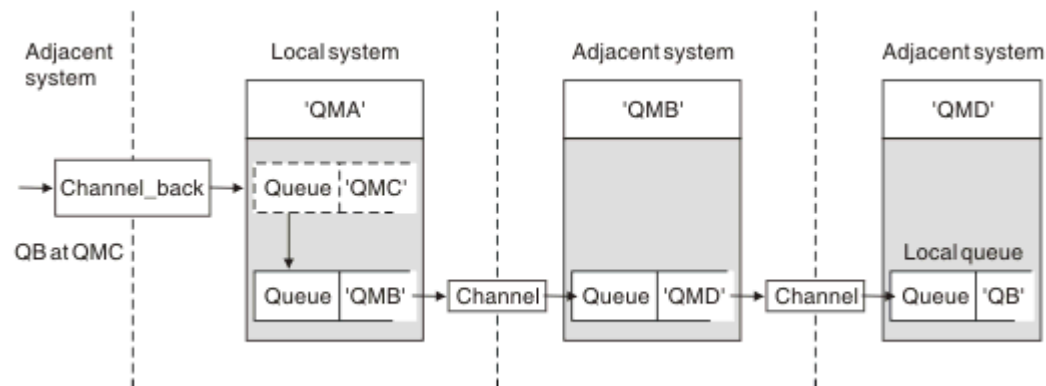 Adjacent system Local system Adjacent system Adjacent system
'QMA' 'QMB' 'QMD'
Channel_back Queue 'QMC'
QB at QMC Local queue
Queue 'QMB' Channel Queue 'QMD' Channel Queue 'QB'